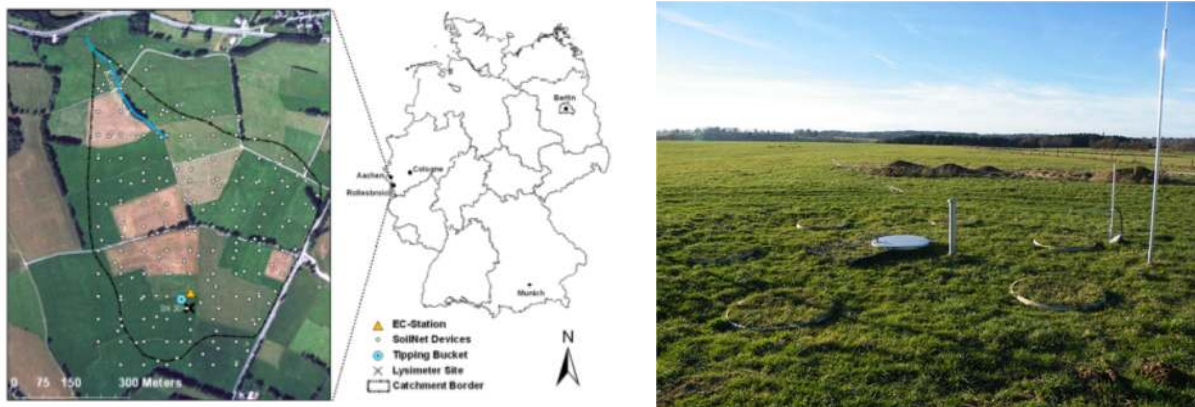 Berlin
Aachen
Cologne
Rollesbroich
Munich
EC-Station
SoilNet Devices
Tipping Bucket
Lysimeter Site
Catchment Border
N
0 75 150 300 Meters